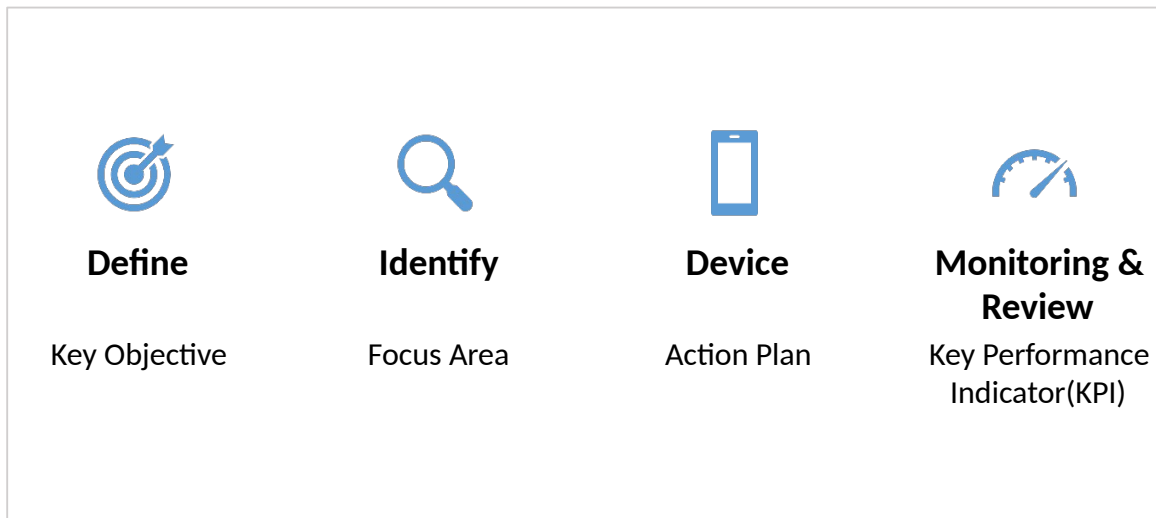 Define
Key Objective
Identify
Focus Area
Device
Action Plan
Monitoring &
Review
Key Performance
Indicator(KPI)